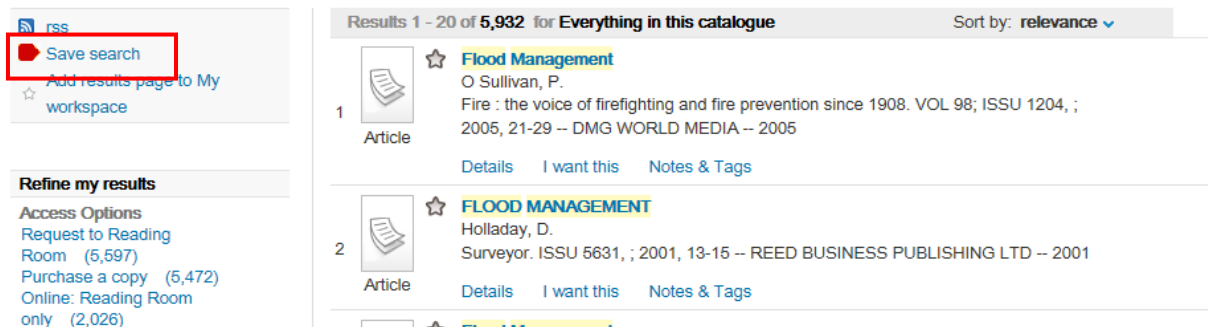 rss
Save search
Add results page to My
workspace
Refine my results
Access Options
Request to Reading
Room (5,597)
Purchase a copy (5,472)
Online: Reading Room
only (2,026)
Results 1 - 20 of 5,932 for Everything in this catalogue
Sort by: relevance
1
Article
Flood Management
O Sullivan, P.
Fire : the voice of firefighting and fire prevention since 1908. VOL 98; ISSU 1204, ;
2005, 21-29 -- DMG WORLD MEDIA -- 2005
Details I want this Notes & Tags
2
Article
FLOOD MANAGEMENT
Holladay, D.
Surveyor. ISSU 5631, ; 2001, 13-15 -- REED BUSINESS PUBLISHING LTD -- 2001
Details I want this Notes & Tags
Flood Management